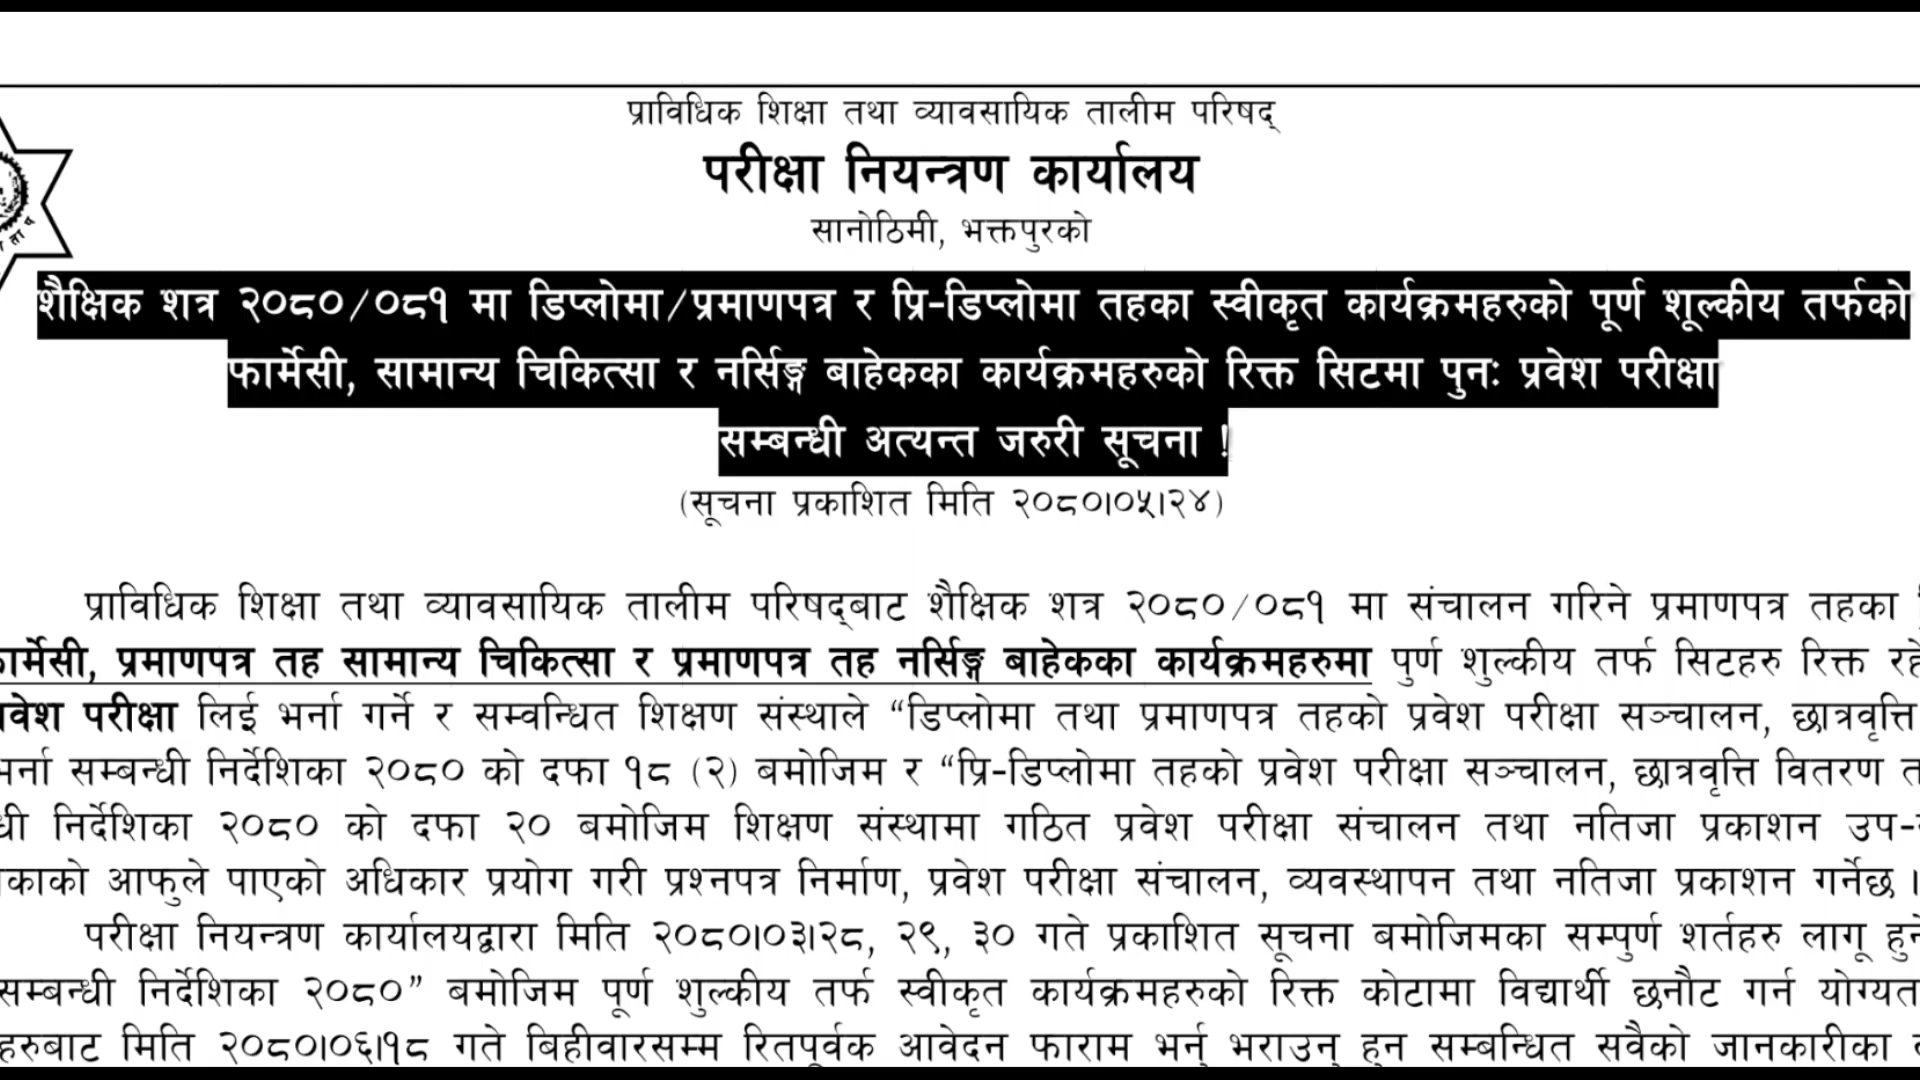 प्राविधिक शिक्षा तथा व्यावसायिक तालीम परिषद्
परीक्षा नियन्त्रण कार्यालय
सानोठिमी, भक्तपुरको
शैक्षिक शत्र २०८०/०८१ मा डिप्लोमा/प्रमाणपत्र र प्रि-डिप्लोमा तहका स्वीकृत कार्यक्रमहरुको पूर्ण शूल्कीय तर्फको
फार्मेसी, सामान्य चिकित्सा र नर्सिङ्ग बाहेकका कार्यक्रमहरुको रिक्त सिटमा पुनः प्रवेश परीक्षा
सम्बन्धी अत्यन्त जरुरी सूचना !
(सूचना प्रकाशित मिति २०८०।०५।२४)
प्राविधिक शिक्षा तथा व्यावसायिक तालीम परिषद्बाट शैक्षिक शत्र २०८०/०८१ मा संचालन गरिने प्रमाणपत्र तहका
प्रमाणपत्र तह सामान्य चिकित्सा र प्रमाणपत्र तह नर्सिङ्ग बाहेकका कार्यक्रमहरुमा पुर्ण शुल्कीय तर्फ सिटहरु रिक्त
परीक्षा लिई भर्ना गर्ने र सम्वन्धित शिक्षण संस्थाले “डिप्लोमा तथा प्रमाणपत्र तहको प्रवेश परीक्षा सञ्चालन, छात्रवृत्ति
सम्बन्धी निर्देशिका २०८० को दफा १८ (२) बमोजिम र “प्रि-डिप्लोमा तहको प्रवेश परीक्षा सञ्चालन, छात्रवृत्ति वितरण
निर्देशिका २०८० को दफा २० बमोजिम शिक्षण संस्थामा गठित प्रवेश परीक्षा संचालन तथा नतिजा प्रकाशन उप-
आफुले पाएको अधिकार प्रयोग गरी प्रश्नपत्र निर्माण, प्रवेश परीक्षा संचालन, व्यवस्थापन तथा नतिजा प्रकाशन गर्नेछ ।
परीक्षा नियन्त्रण कार्यालयद्वारा मिति २०८०।०३।२८, २९, ३० गते प्रकाशित सूचना बमोजिमका सम्पुर्ण शर्तहरु लागू
सम्बन्धी निर्देशिका २०८०” बमोजिम पूर्ण शुल्कीय तर्फ स्वीकृत कार्यक्रमहरुको रिक्त कोटामा विद्यार्थी छनौट गर्न
मिति २०८०।०६।१८ गते बिहीवारसम्म रितपूर्वक आवेदन फाराम भर्न् भराउन् हुन सम्बन्धित सवैको जानकारीका